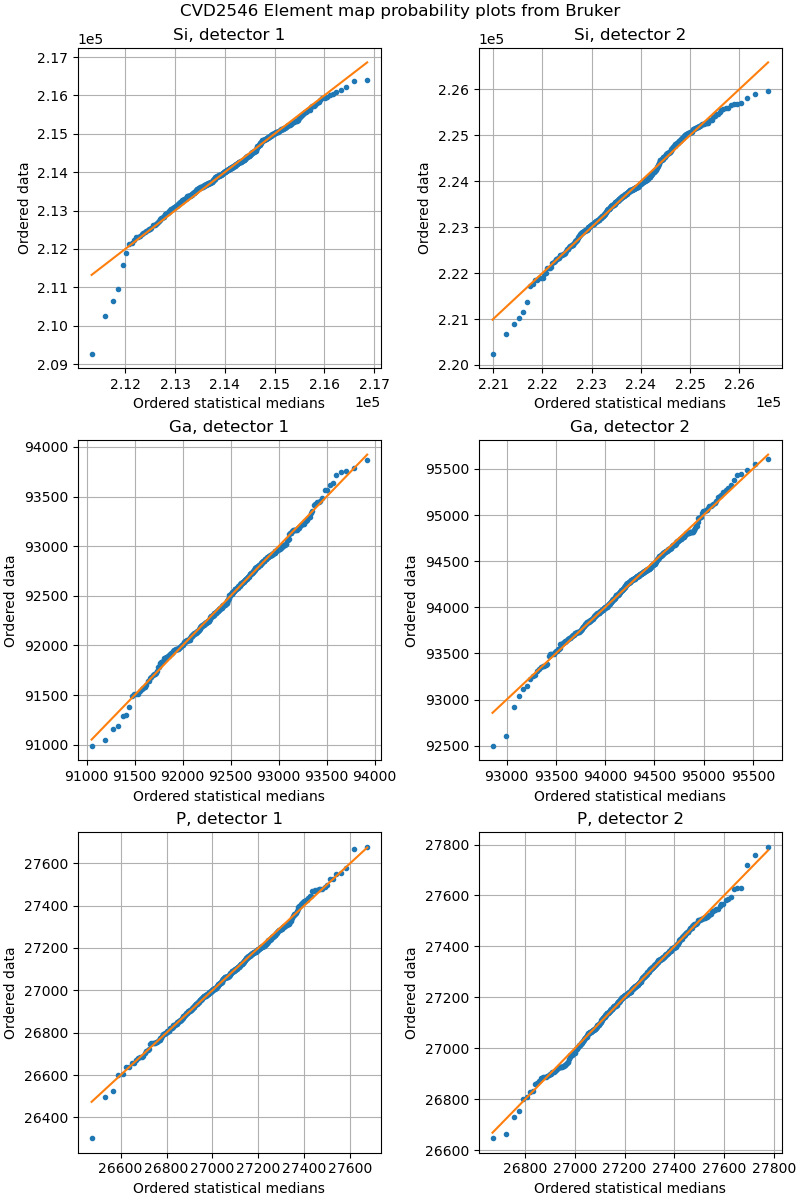 CVD2546 Element map probability plots from Bruker
Si, detector 1
1e5
2.17
2.16
2.15
2.14
2.13
2.12
2.11
2.10
2.09
Ordered data
2.12 2.13 2.14 2.15 2.16 2.17
Ordered statistical medians
1e5
Si, detector 2
1e5
2.26
2.25
2.24
2.23
2.22
2.21
2.20
Ordered data
2.21 2.22 2.23 2.24 2.25 2.26
Ordered statistical medians
1e5
Ga, detector 1
94000
93500
93000
92500
92000
91500
91000
Ordered data
91000 91500 92000 92500 93000 93500 94000
Ordered statistical medians
Ga, detector 2
95500
95000
94500
94000
93500
93000
92500
Ordered data
93000 93500 94000 94500 95000 95500
Ordered statistical medians
P, detector 1
27600
27400
27200
27000
26800
26600
26400
Ordered data
26600 26800 27000 27200 27400 27600
Ordered statistical medians
P, detector 2
27800
27600
27400
27200
27000
26800
26600
Ordered data
26800 27000 27200 27400 27600 27800
Ordered statistical medians